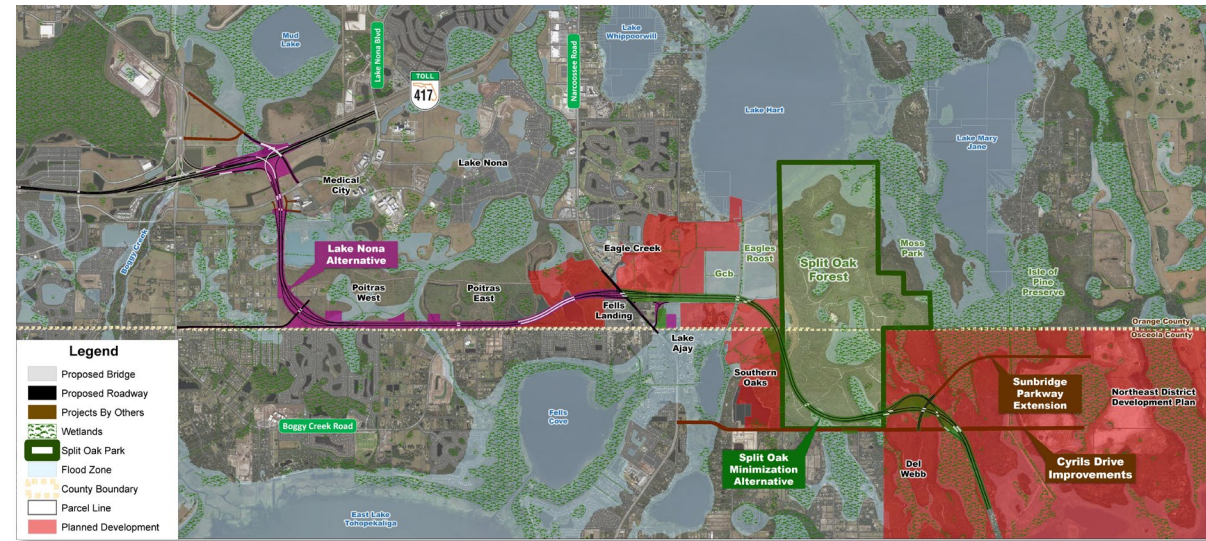 Mud
Lake
Lake Nona Blvd
TOLL
417
Narcoossee Road
Lake
Whippoorwill
Lake Hart
Lake Mary
Jane
Lake Nona
Medical
City
Boggy Creek
Lake Nona
Alternative
Poitras
West
Poitras
East
Eagle Creek
Fells
Landing
Gcb.
Eagles
Roost
Split Oak
Forest
Moss
Park
Isle of
Pine
Preserve
Orange County
Osceola County
Lake
Ajay
Southern
Oaks
Sunbridge
Parkway
Extension
Northeast District
Development Plan
Fells
Cove
Boggy Creek Road
Split Oak
Minimization
Alternative
Del
Webb
Cyrils Drive
Improvements
East Lake
Tohopekaliga
Legend
Proposed Bridge
Proposed Roadway
Projects By Others
Wetlands
Split Oak Park
Flood Zone
County Boundary
Parcel Line
Planned Development